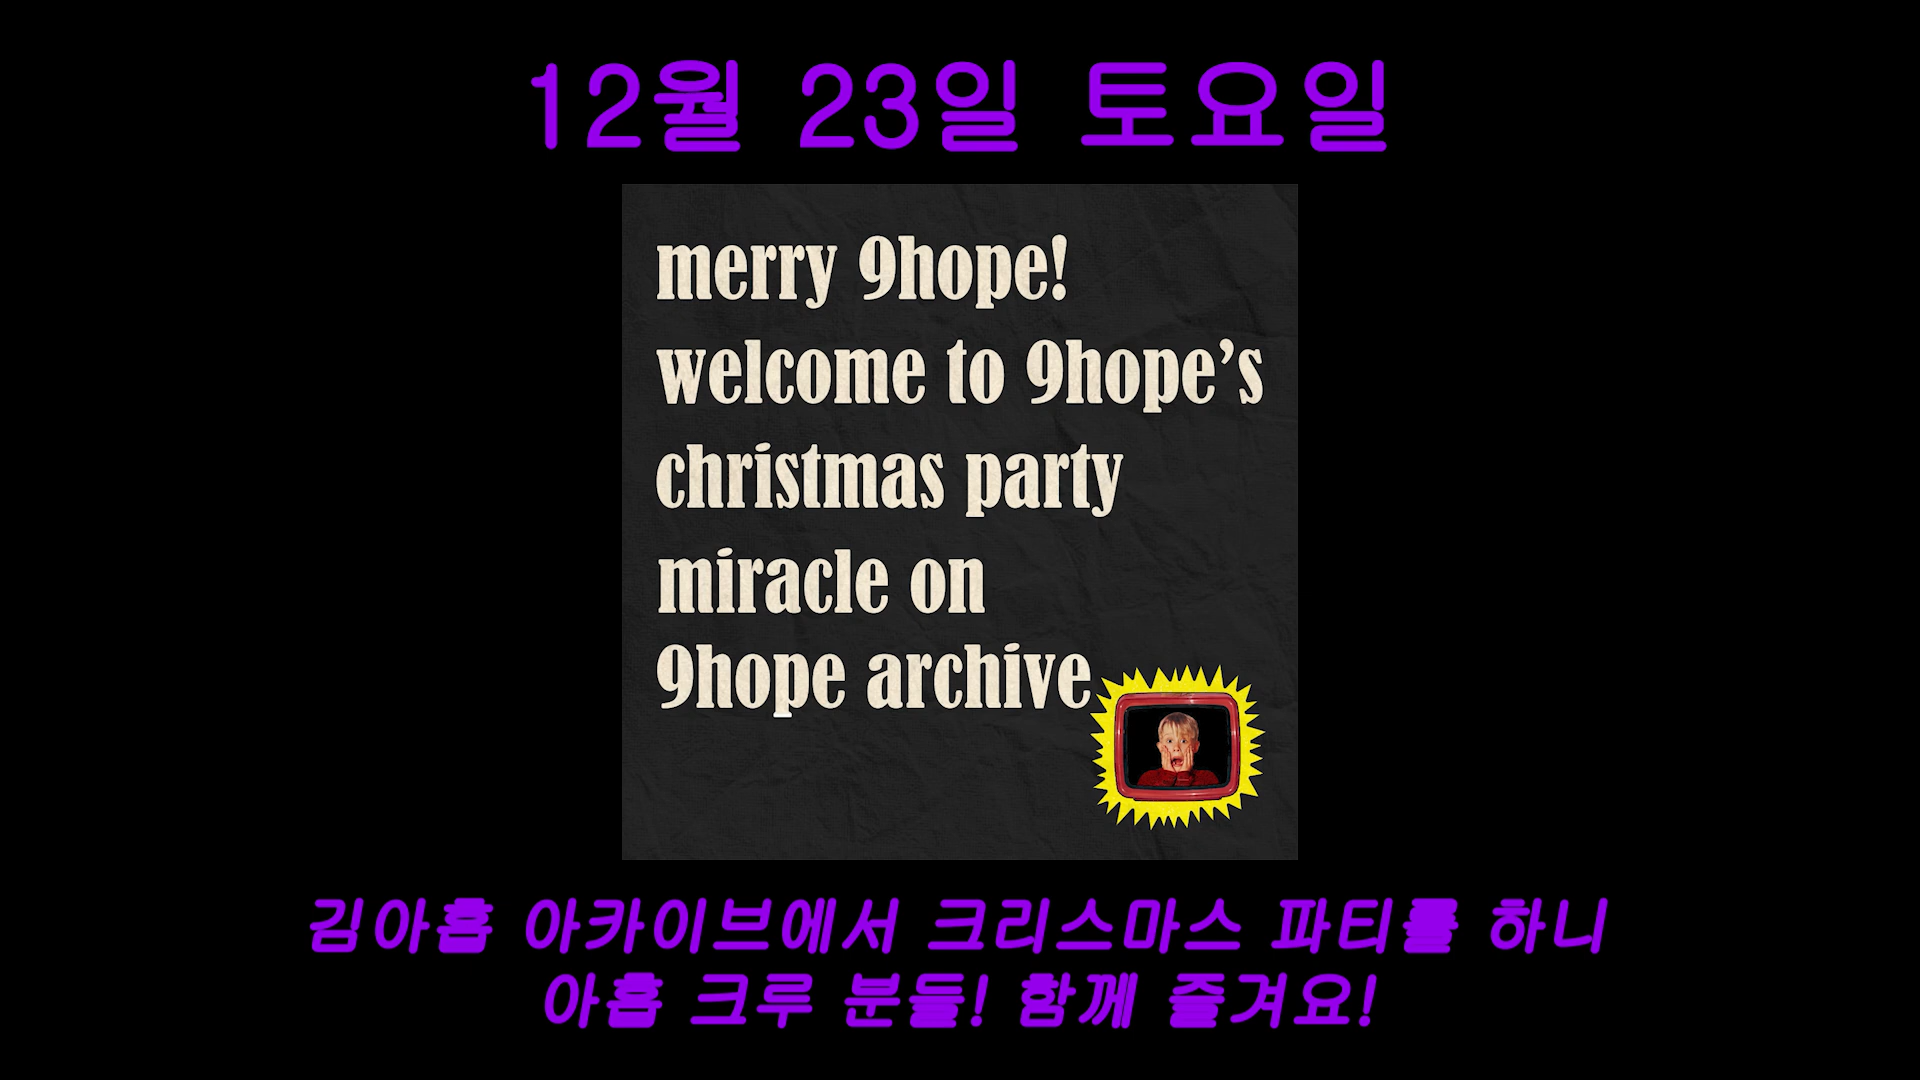 12월 23일 토요일
merry 9hope!
welcome to 9hope’s
christmas party
miracle on
9hope archive
김아홉 아카이브에서 크리스마스 파티를 하니
아홉 크루 분들! 함께 즐겨요!